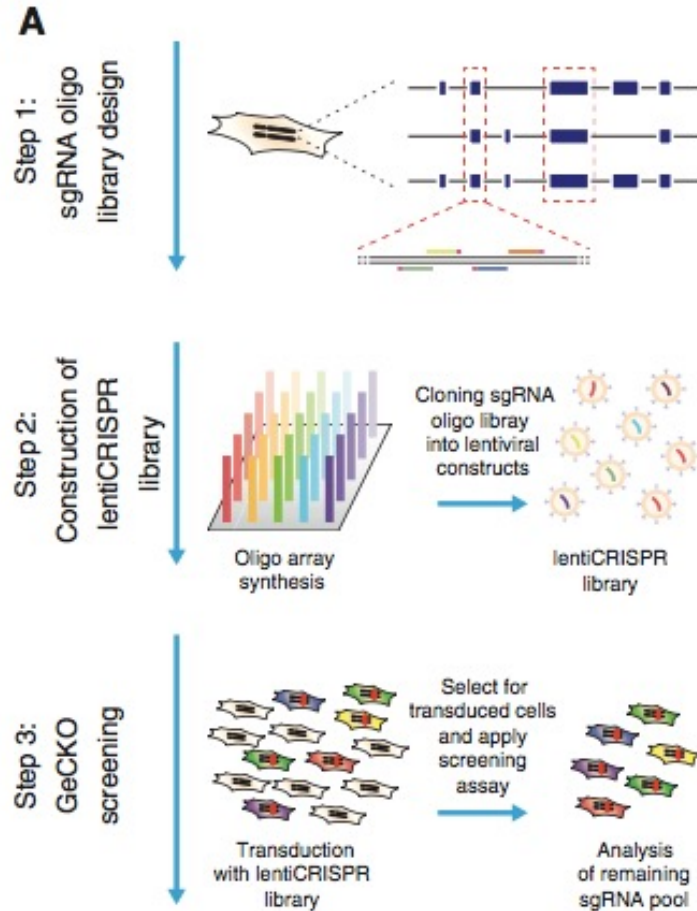 A
Step 1:
sgRNA oligo
library design
Step 2:
Construction of
lentiCRISPR
library
Oligo array
synthesis
Cloning sgRNA
oligo libray
into lentiviral
constructs
lentiCRISPR
library
Step 3:
GeCKO
screening
Transduction
with lentiCRISPR
library
Select for
transduced cells
and apply
screening
assay
Analysis
of remaining
sgRNA pool